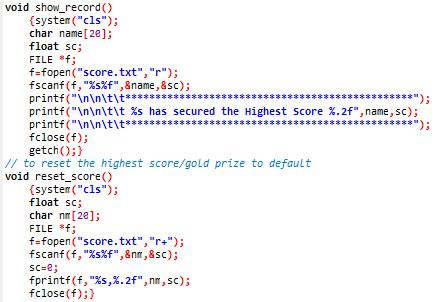 void show_record()
{system("cls");
char name[20];
float sc;
FILE *f;
f=fopen("score.txt","r");
fscanf(f,"%s%f",&name,&sc);
printf("\n\n\t\t*************************************************");
printf("\n\n\t\t %s has secured the Highest Score %.2f",name,sc);
printf("\n\n\t\t*************************************************");
fclose(f);
getch();}
// to reset the highest score/gold prize to default
void reset_score()
{system("cls");
float sc;
char nm[20];
FILE *f;
f=fopen("score.txt","r+");
fscanf(f,"%s%f",&nm,&sc);
sc=0;
fprintf(f,"%s,%.2f",nm,sc);
fclose(f);}